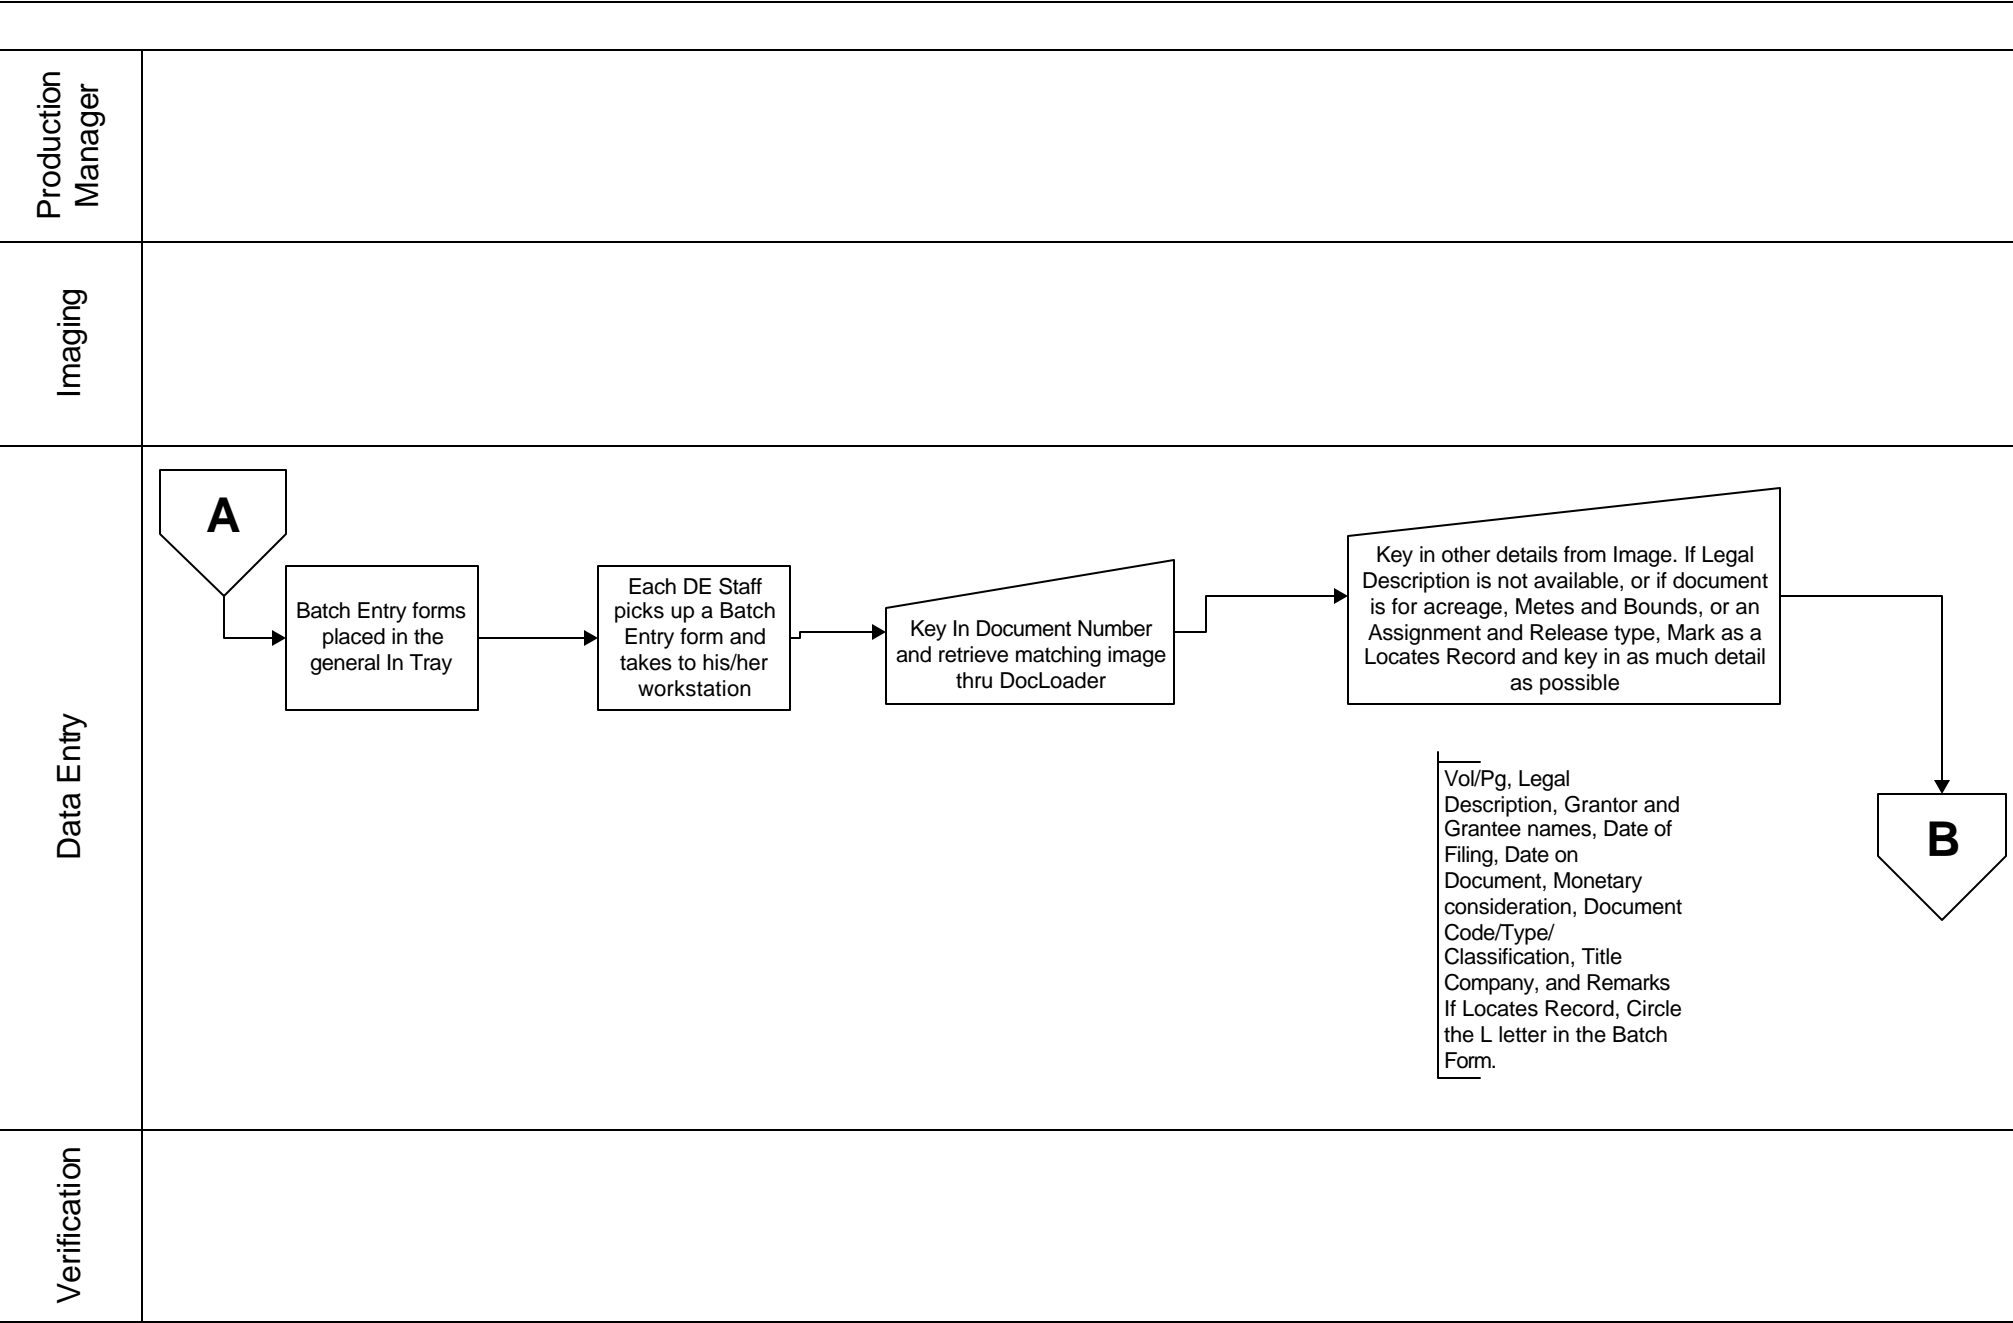 Production
Manager
Imaging
Data Entry
A
Batch Entry forms
placed in the
general In Tray
Each DE Staff
picks up a Batch
Entry form and
takes to his/her
workstation
Key In Document Number
and retrieve matching image
thru DocLoader
Key in other details from Image. If Legal
Description is not available, or if document
is for acreage, Metes and Bounds, or an
Assignment and Release type, Mark as a
Locates Record and key in as much detail
as possible
Vol/Pg, Legal
Description, Grantor and
Grantee names, Date of
Filing, Date on
Document, Monetary
consideration, Document
Code/Type/
Classification, Title
Company, and Remarks
If Locates Record, Circle
the L letter in the Batch
Form.
B
Verification